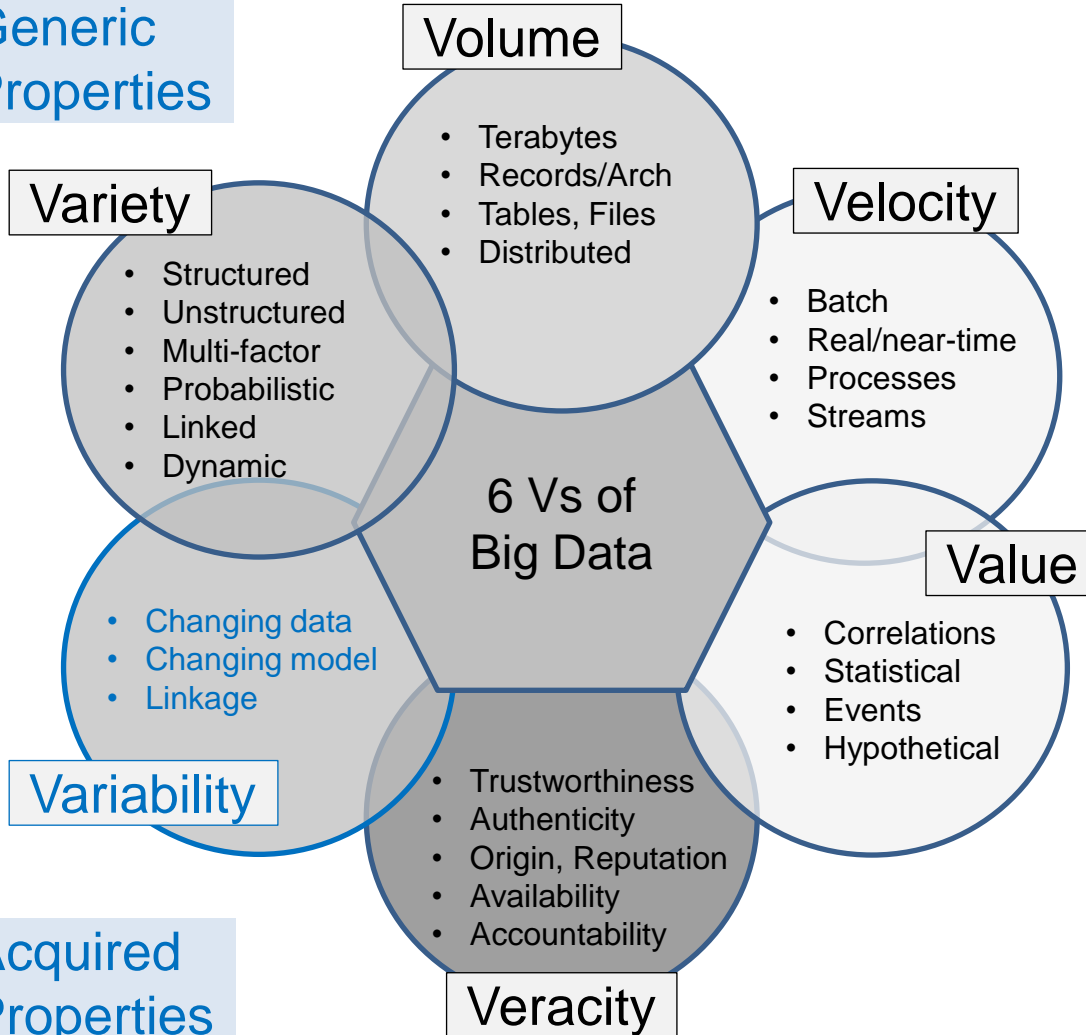 Generic
Properties
Volume
• Terabytes
• Records/Arch
• Tables, Files
• Distributed
Variety
• Structured
• Unstructured
• Multi-factor
• Probabilistic
• Linked
• Dynamic
Velocity
• Batch
• Real/near-time
• Processes
• Streams
6 Vs of
Big Data
Value
• Correlations
• Statistical
• Events
• Hypothetical
• Changing data
• Changing model
• Linkage
Variability
• Trustworthiness
• Authenticity
• Origin, Reputation
• Availability
• Accountability
Veracity
Acquired
Properties